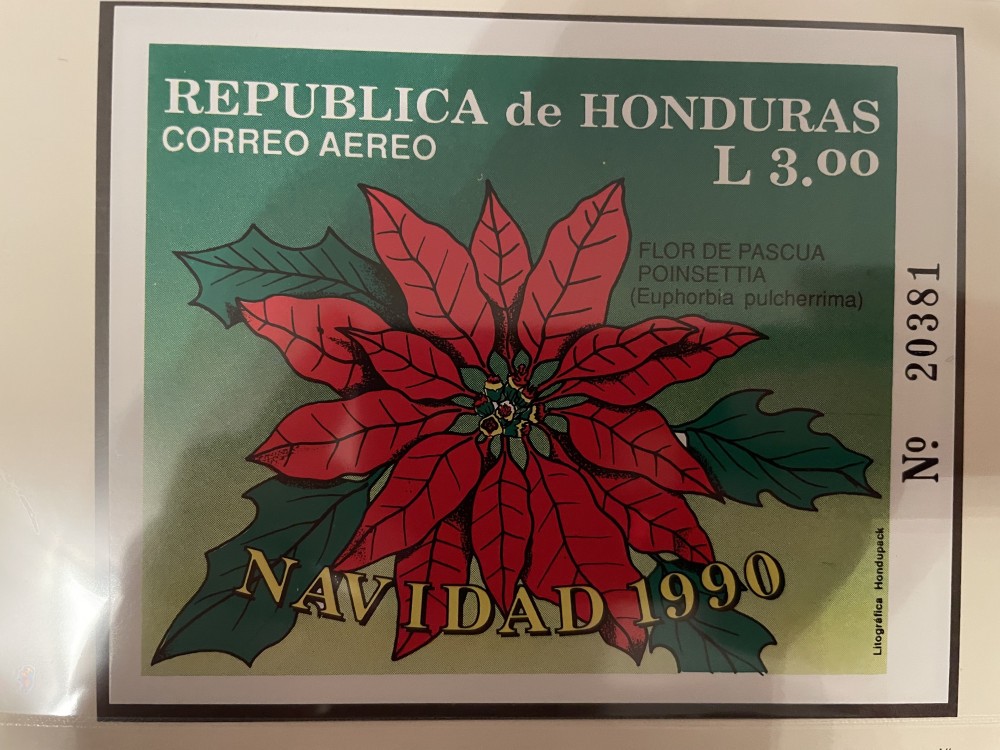 REPUBLICA de HONDURAS
CORREO AEREO
L 3.00
FLOR DE PASCUA
POINSETTIA
(Euphorbia pulcherrima)
Nº 20381
NAVIDAD 1990
Litográfica Hondupack